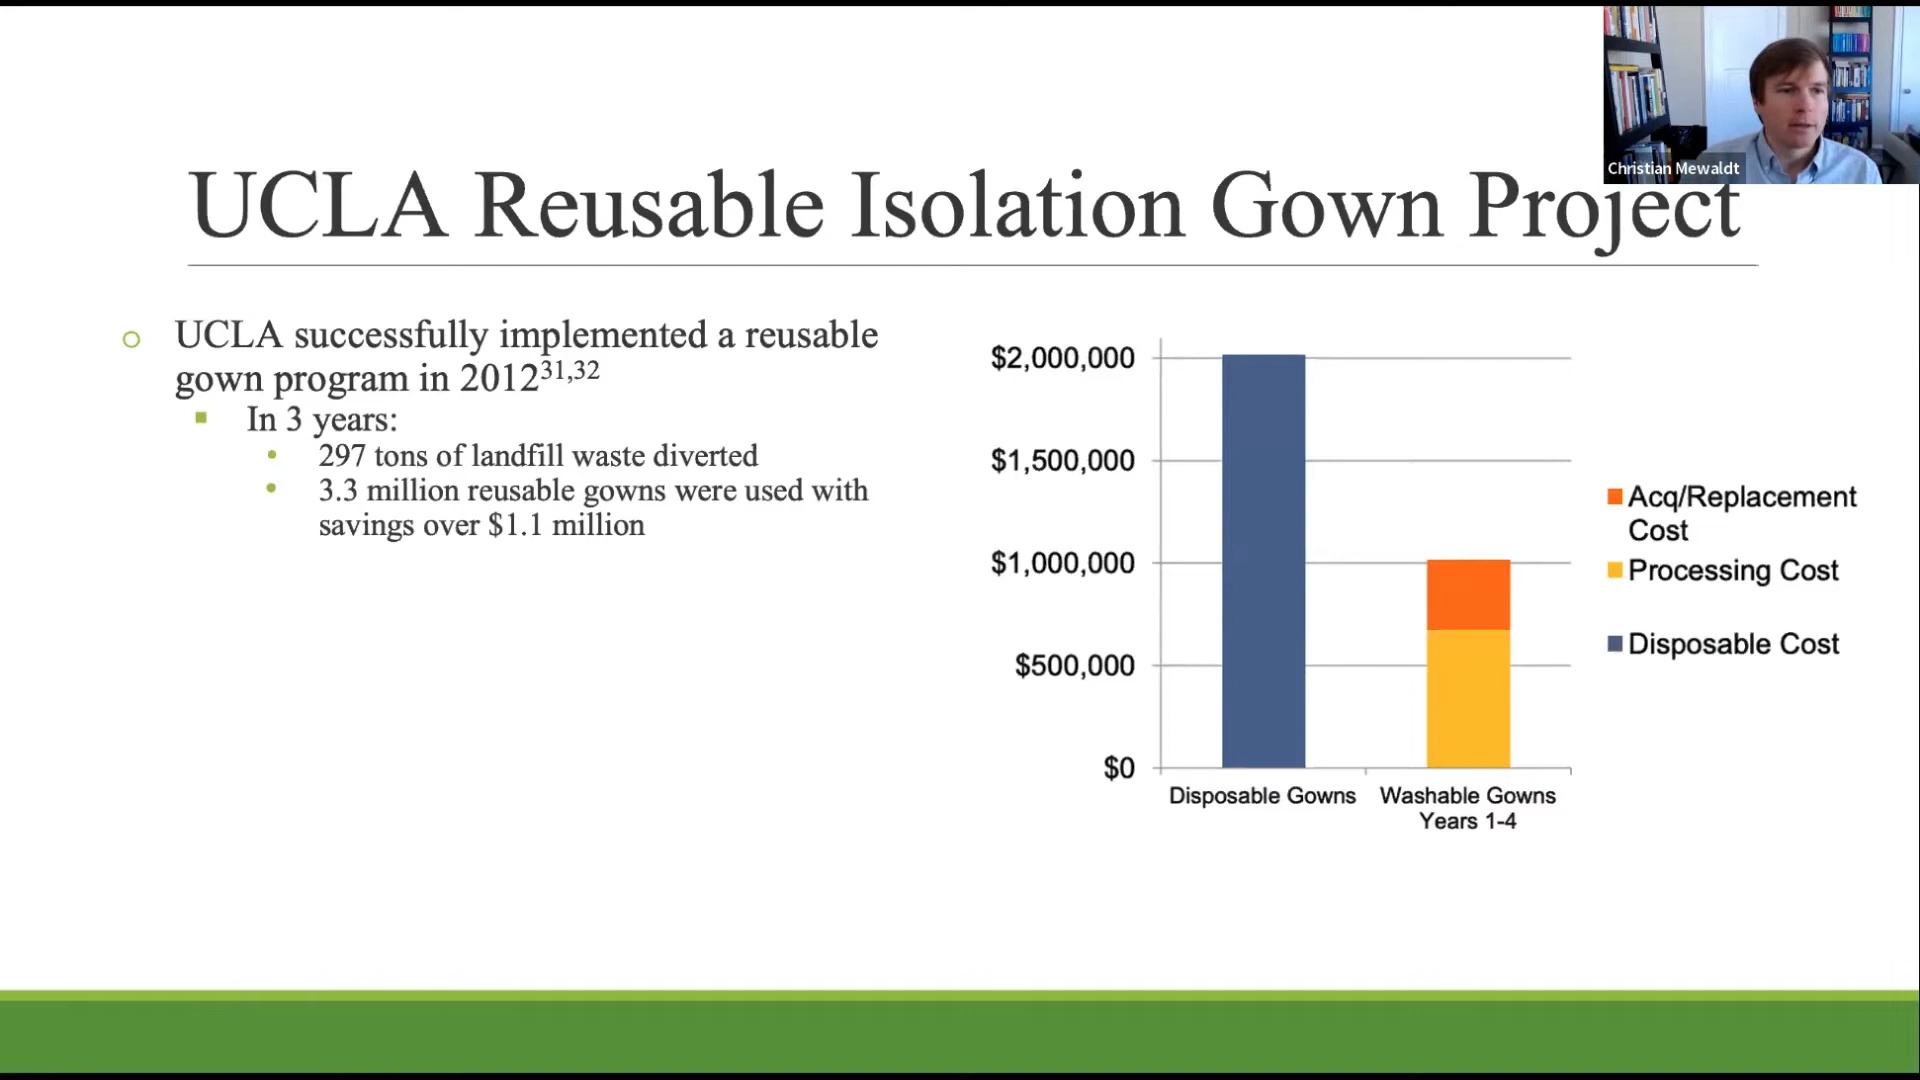 Christian Mewaldt
UCLA Reusable Isolation Gown Project
UCLA successfully implemented a reusable
gown program in 201231,32
In 3 years:
297 tons of landfill waste diverted
3.3 million reusable gowns were used with
savings over $1.1 million
$2,000,000
$1,500,000
$1,000,000
$500,000
$0
Disposable Gowns
Washable Gowns
Years 1-4
Acq/Replacement
Cost
Processing Cost
Disposable Cost